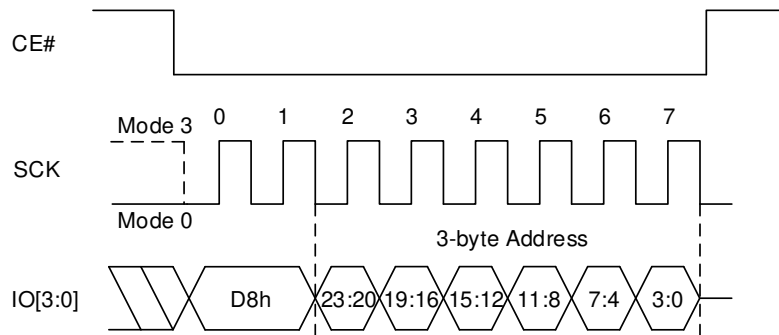 CE#
0 1 2 3 4 5 6 7
Mode 3
SCK
Mode 0
3-byte Address
IO[3:0]
D8h 23:20 19:16 15:12 11:8 7:4 3:0